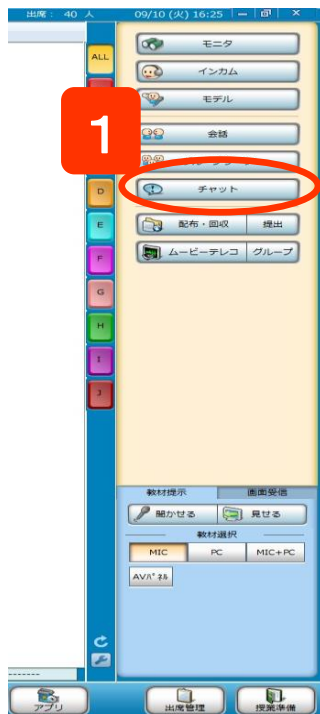 出席： 40 人 09/10 (火) 16:25
ALL
モニタ
インカム
モデル
1
会話
チャット
D
E
配布・回収 提出
F
ムービーテレコ グループ
G
H
I
J
教材提示 画面受信
聞かせる 見せる
教材選択
MIC PC MIC+PC
AVﾊﾟﾈﾙ
-------
アプリ 出席管理 授業準備